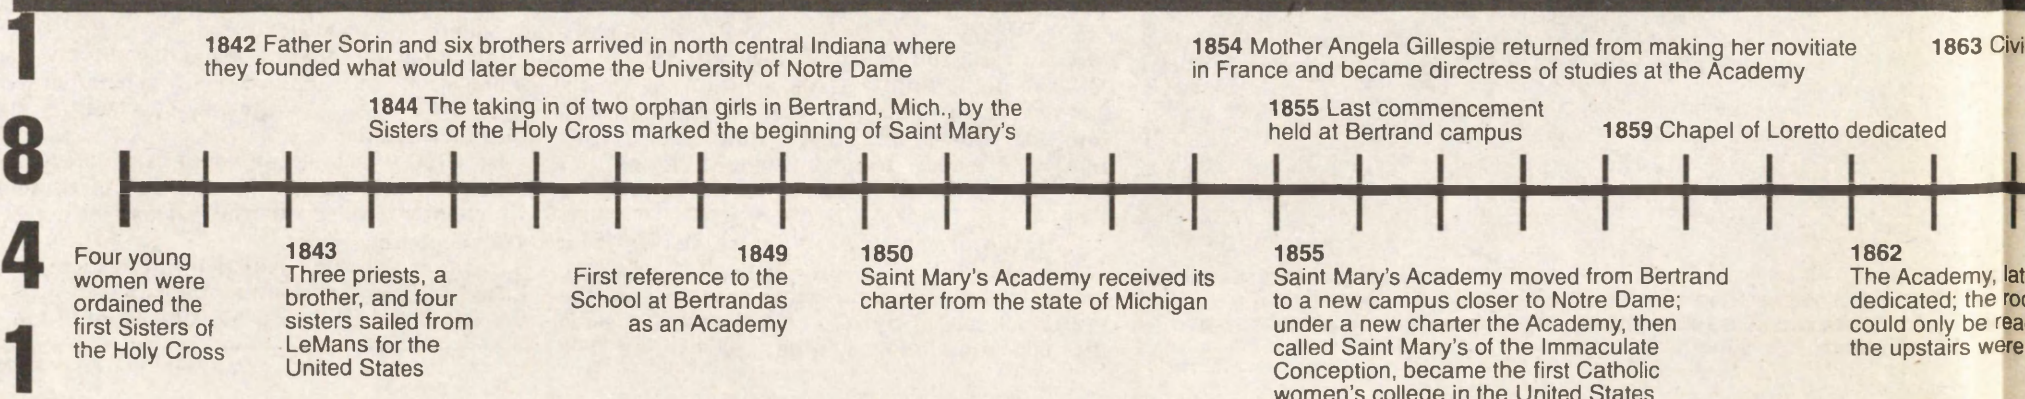 1841
1842 Father Sorin and six brothers arrived in north central Indiana where
they founded what would later become the University of Notre Dame
1844 The taking in of two orphan girls in Bertrand, Mich., by the
Sisters of the Holy Cross marked the beginning of Saint Mary's
1854 Mother Angela Gillespie returned from making her novitiate
in France and became directress of studies at the Academy
1855 Last commencement
held at Bertrand campus
1859 Chapel of Loretto dedicated
1863
Four young
women were
ordained the
first Sisters of
the Holy Cross
1843
Three priests, a
brother, and four
sisters sailed from
LeMans for the
United States
1849
First reference to the
School at Bertrandas
as an Academy
1850
Saint Mary's Academy received its
charter from the state of Michigan
1855
Saint Mary's Academy moved from Bertrand
to a new campus closer to Notre Dame;
under a new charter the Academy, then
called Saint Mary's of the Immaculate
Conception, became the first Catholic
women's college in the United States
1862
The Academy,
dedicated; the
could only be
the upstairs were